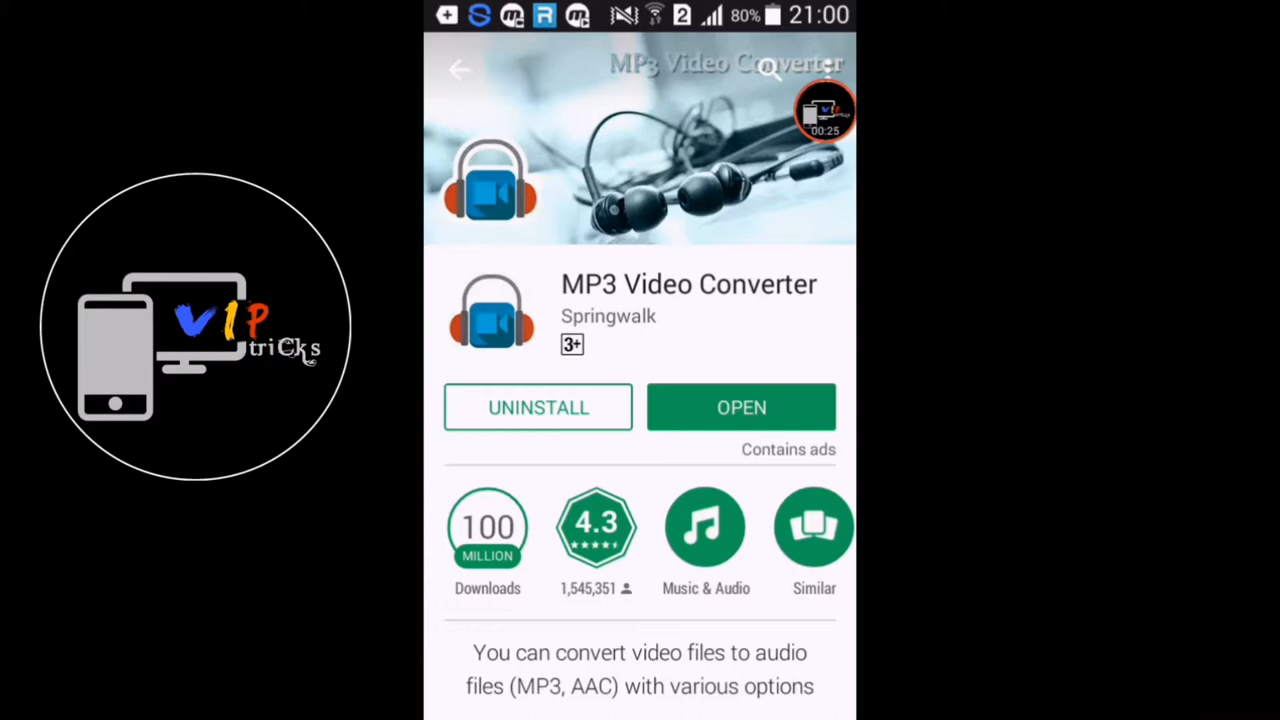 2 80% 21:00
MP3 Video Converter
00:25
VIP
triCks
MP3 Video Converter
Springwalk
3+
UNINSTALL
OPEN
Contains ads
100
MILLION
Downloads
4.3
1,545,351
Music & Audio
Similar
You can convert video files to audio
files (MP3, AAC) with various options